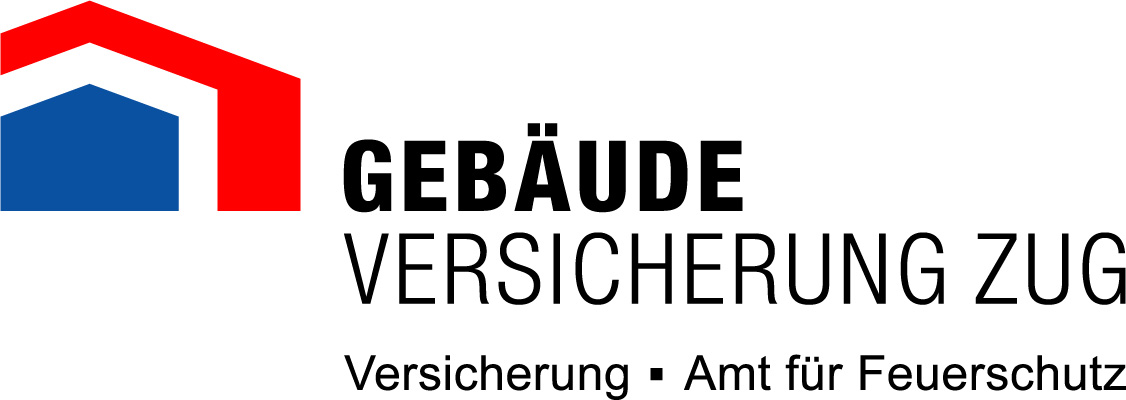 GEBÄUDE
VERSICHERUNG ZUG
Versicherung ▪ Amt für Feuerschutz